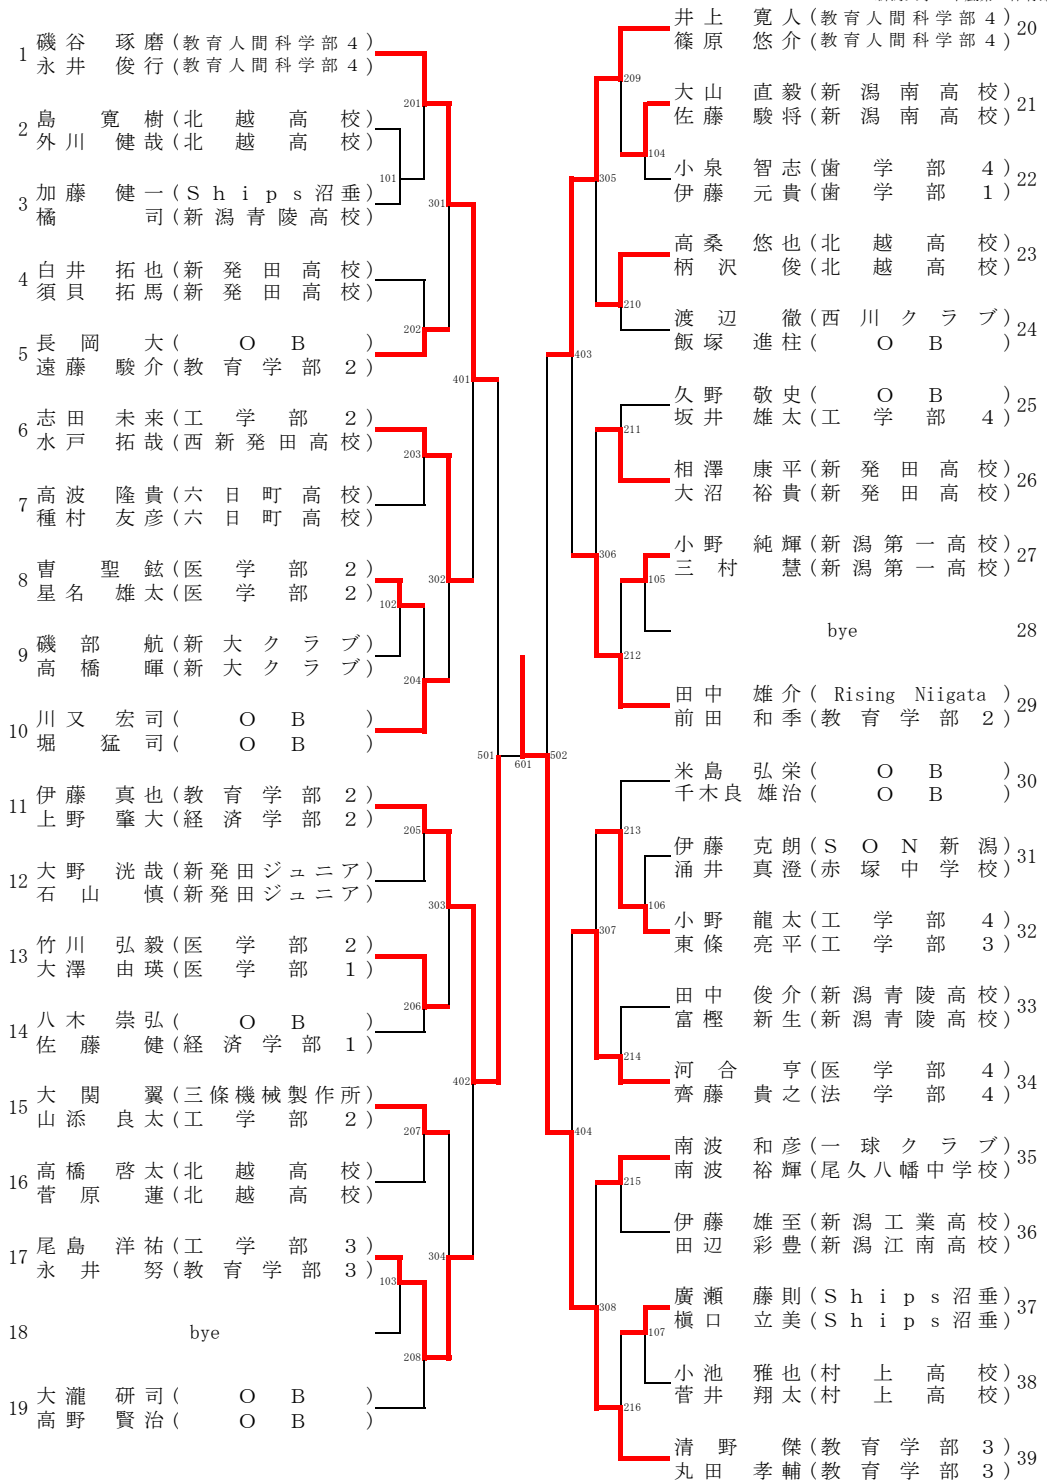 1 磯谷 琢磨(教育人間科学部4)
永井 俊行(教育人間科学部4)
2 島 寛樹(北越高校)
外川 健哉(北越高校)
3 加藤 健一(Ships沼垂)
橘 司(新潟青陵高校)
4 白井 拓也(新発田高校)
須貝 拓馬(新発田高校)
5 長岡 大(OB)
遠藤 駿介(教育学部2)
6 志田 未来(工学部2)
水戸 拓哉(西新発田高校)
7 高波 隆貴(六日町高校)
種村 友彦(六日町高校)
8 曺 聖鉉(医学部2)
星名 雄太(医学部2)
9 磯部 航(新大クラブ)
高橋 暉(新大クラブ)
10 川又 宏司(OB)
堀 猛司(OB)
11 伊藤 真也(教育学部2)
上野 肇大(経済学部2)
12 大野 洸哉(新発田ジュニア)
石山 慎(新発田ジュニア)
13 竹川 弘毅(医学部2)
大澤 由瑛(医学部1)
14 八木 崇弘(OB)
佐藤 健(経済学部1)
15 大関 翼(三條機械製作所)
山添 良太(工学部2)
16 高橋 啓太(北越高校)
菅原 蓮(北越高校)
17 尾島 洋祐(工学部3)
永井 努(教育学部3)
18 bye
19 大瀧 研司(OB)
高野 賢治(OB)
101
102
103
201
202
203
204
205
206
207
208
301
302
303
304
401
402
501
601
502
403
404
305
306
307
308
209
210
211
212
213
214
215
216
104
105
106
107
井上 寛人(教育人間科学部4) 20
篠原 悠介(教育人間科学部4)
大山 直毅(新潟南高校) 21
佐藤 駿将(新潟南高校)
小泉 智志(歯学部4) 22
伊藤 元貴(歯学部1)
高桑 悠也(北越高校) 23
柄沢 俊(北越高校)
渡辺 徹(西川クラブ) 24
飯塚 進柱(OB)
久野 敬史(OB) 25
坂井 雄太(工学部4)
相澤 康平(新発田高校) 26
大沼 裕貴(新発田高校)
小野 純輝(新潟第一高校) 27
三村 慧(新潟第一高校)
bye 28
田中 雄介( Rising Niigata ) 29
前田 和季(教育学部2)
米島 弘栄(OB) 30
千木良 雄治(OB)
伊藤 克朗(SON新潟) 31
涌井 真澄(赤塚中学校)
小野 龍太(工学部4) 32
東條 亮平(工学部3)
田中 俊介(新潟青陵高校) 33
富樫 新生(新潟青陵高校)
河合 亨(医学部4) 34
齊藤 貴之(法学部4)
南波 和彦(一球クラブ) 35
南波 裕輝(尾久八幡中学校)
伊藤 雄至(新潟工業高校) 36
田辺 彩豊(新潟江南高校)
廣瀬 藤則(Ships沼垂) 37
槇口 立美(Ships沼垂)
小池 雅也(村上高校) 38
菅井 翔太(村上高校)
清野 傑(教育学部3) 39
丸田 孝輔(教育学部3)